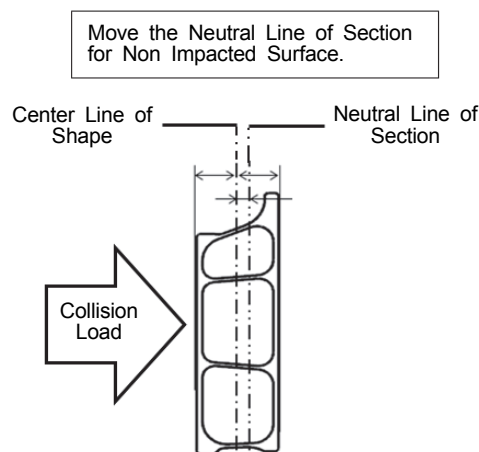 Move the Neutral Line of Section
for Non Impacted Surface.
Center Line of
Shape
Neutral Line of
Section
Collision
Load